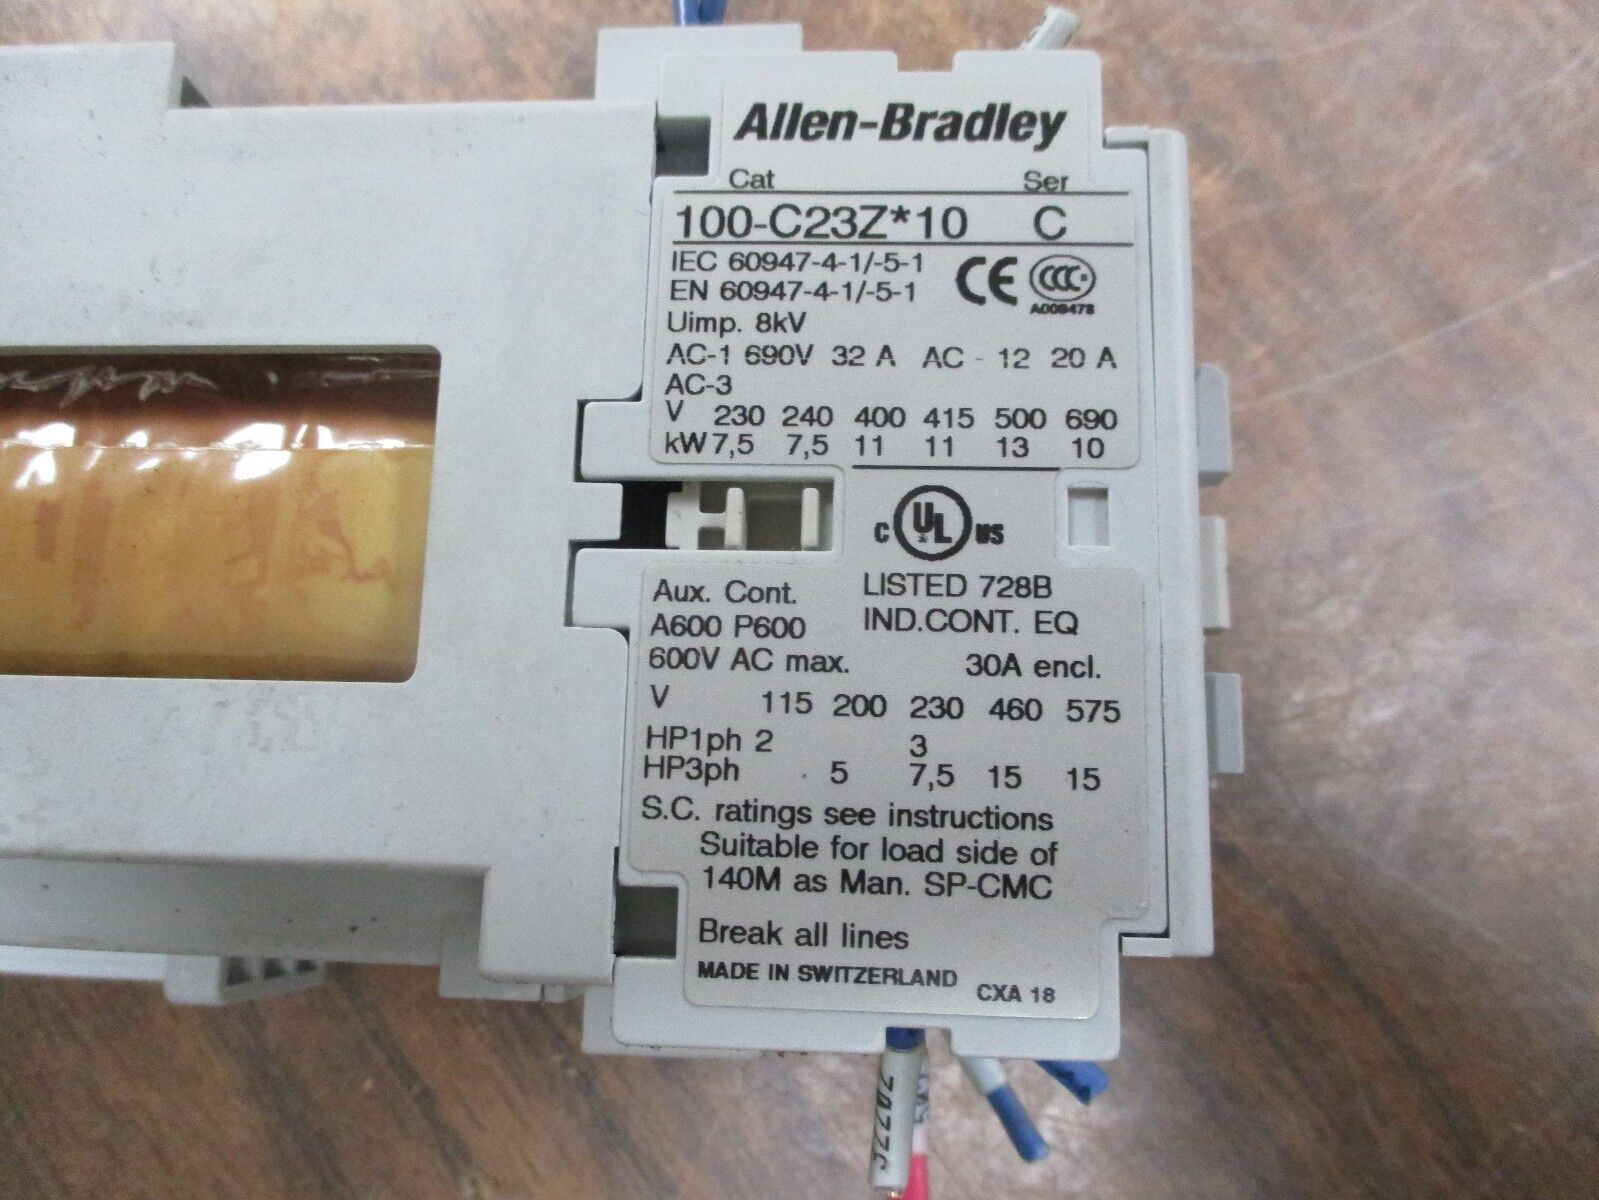 Allen-Bradley
Cat Ser
100-C23Z*10 C
IEC 60947-4-1/-5-1
EN 60947-4-1/-5-1
CE CCC
A009478
Uimp. 8kV
AC-1 690V 32 A AC - 12 20 A
AC-3
V 230 240 400 415 500 690
kW 7,5 7,5 11 11 13 10
C UL US
LISTED 728B
IND.CONT. EQ
Aux. Cont.
A600 P600
600V AC max. 30A encl.
V 115 200 230 460 575
HP1ph 2 3
HP3ph 5 7,5 15 15
S.C. ratings see instructions
Suitable for load side of
140M as Man. SP-CMC
Break all lines
MADE IN SWITZERLAND
CXA 18